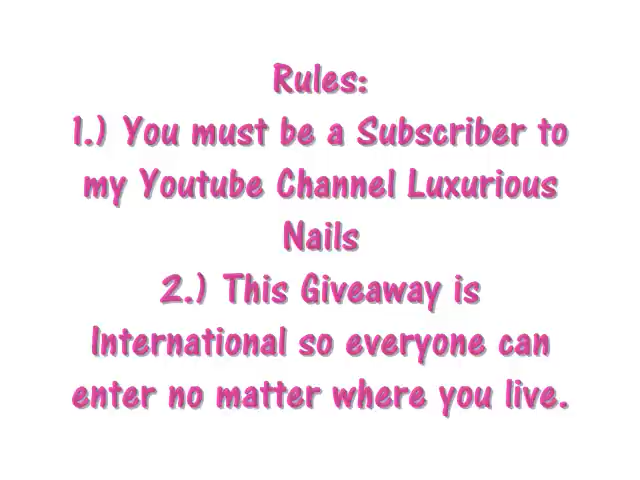 Rules:
1.) You must be a Subscriber to
my Youtube Channel Luxurious
Nails
2.) This Giveaway is
International so everyone can
enter no matter where you live.